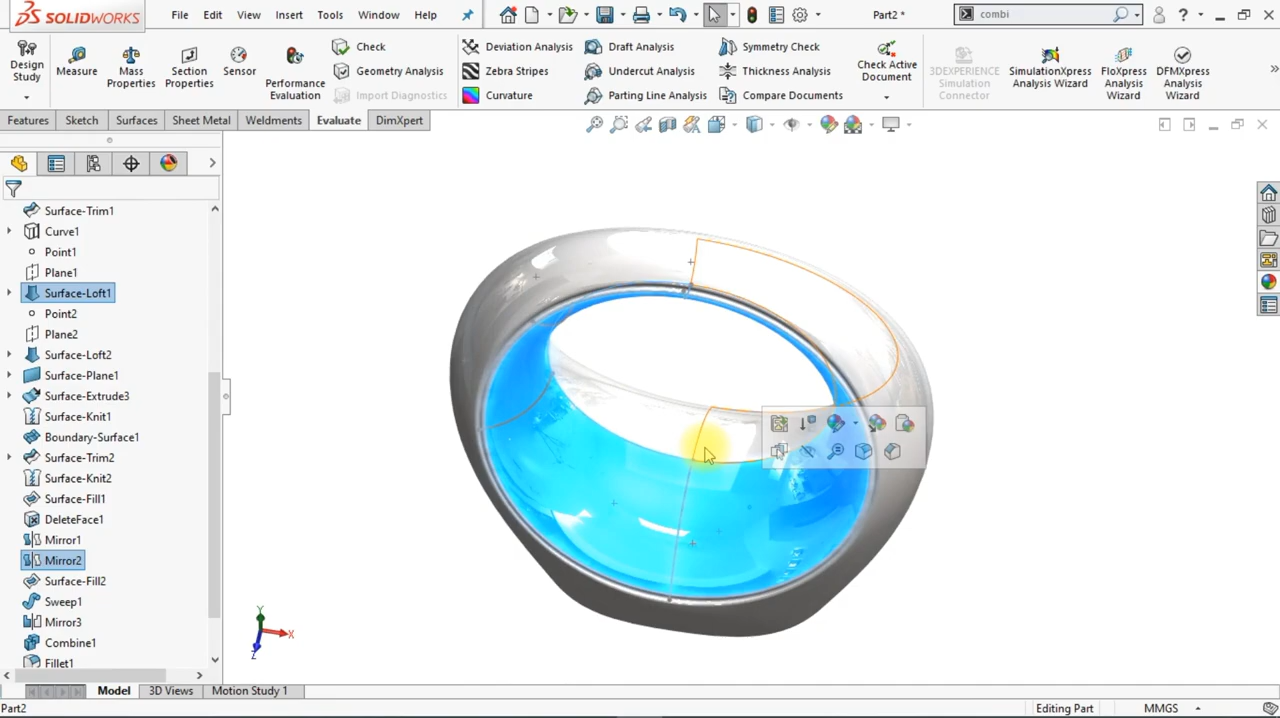 SOLIDWORKS File Edit View Insert Tools Window Help Part2 * combi ?
Design Study Measure Mass Properties Section Properties Sensor Performance Evaluation
Check Deviation Analysis Draft Analysis Symmetry Check Check Active Document 3DEXPERIENCE Simulation Connector SimulationXpress Analysis Wizard FloXpress Analysis Wizard DFMXpress Analysis Wizard
Geometry Analysis Zebra Stripes Undercut Analysis Thickness Analysis
Import Diagnostics Curvature Parting Line Analysis Compare Documents
Features Sketch Surfaces Sheet Metal Weldments Evaluate DimXpert
Surface-Trim1
Curve1
Point1
Plane1
Surface-Loft1
Point2
Plane2
Surface-Loft2
Surface-Plane1
Surface-Extrude3
Surface-Knit1
Boundary-Surface1
Surface-Trim2
Surface-Knit2
Surface-Fill1
DeleteFace1
Mirror1
Mirror2
Surface-Fill2
Sweep1
Mirror3
Combine1
Fillet1
Y
X
Z
Model 3D Views Motion Study 1
Part2 Editing Part MMGS